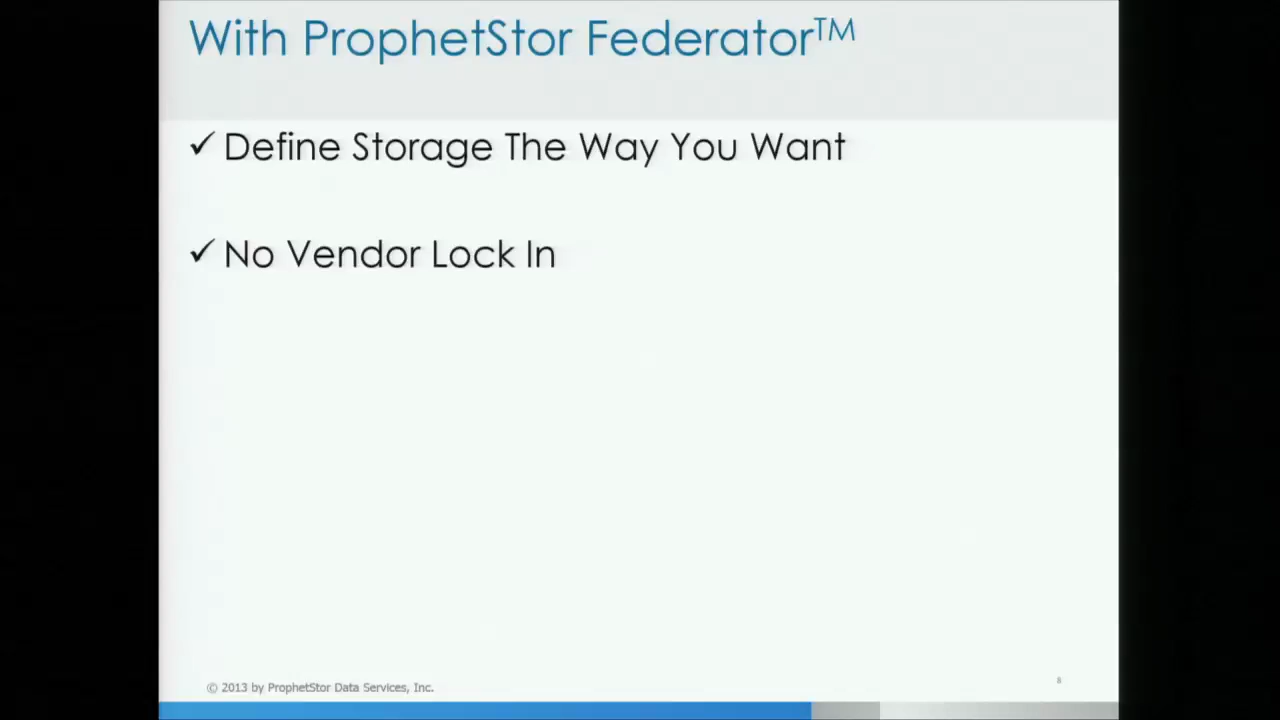 With ProphetStor Federator™
✓ Define Storage The Way You Want
✓ No Vendor Lock In
© 2013 by ProphetStor Data Services, Inc.
8